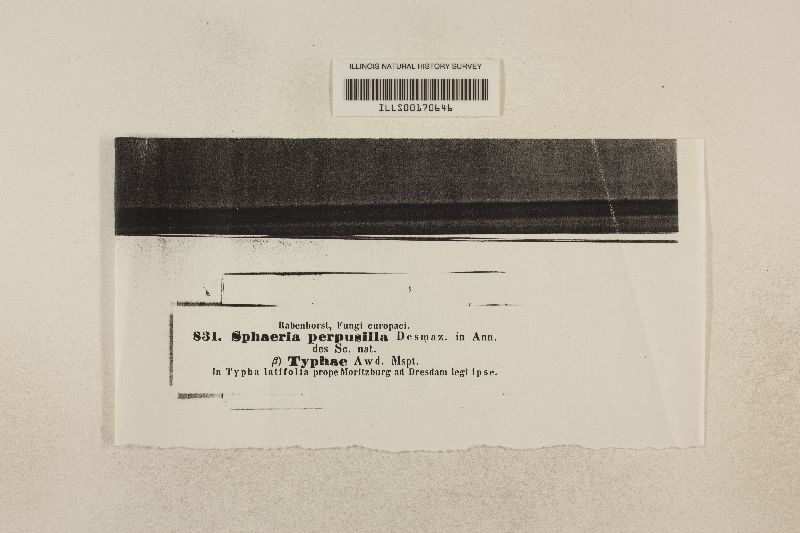 ILLINOIS NATURAL HISTORY SURVEY
ILLS00170646
Rabenhorst, Fungi europaei.
831. Sphaeria perpusilla Desmaz. in Ann.
des Sc. nat.
β) Typhae Awd. Mspt.
In Typha latifolia prope Moritzburg ad Dresdam legi ipse.